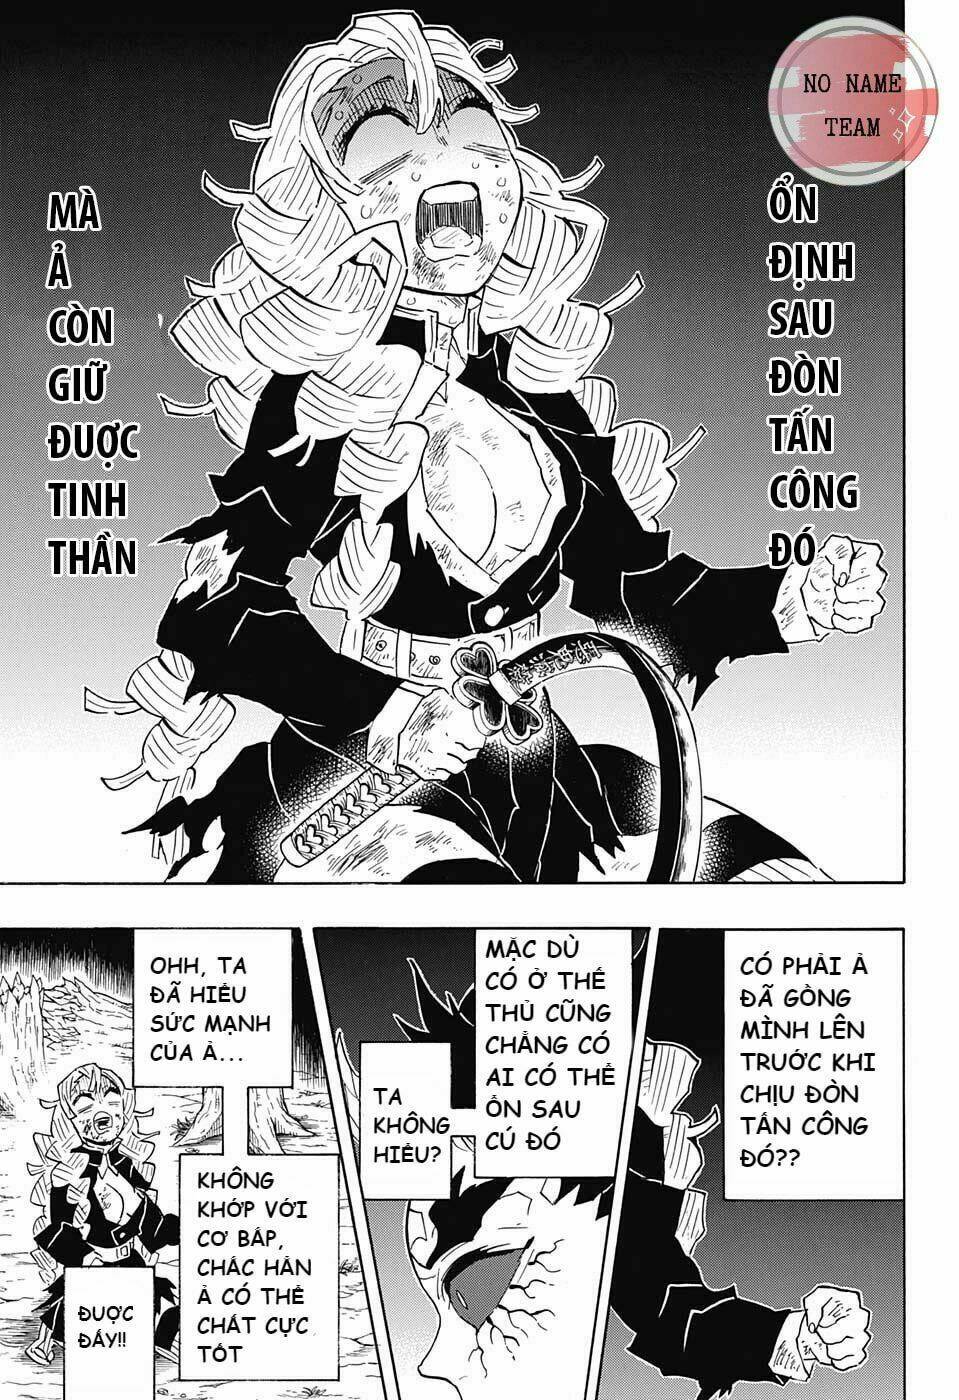 NO NAME
TEAM
ỔN
ĐỊNH
SAU
ĐÒN
TẤN
CÔNG
ĐÓ
MÀ
Ả
CÒN
GIỮ
ĐƯỢC
TINH
THẦN
CÓ PHẢI Ả
ĐÃ GỒNG
MÌNH LÊN
TRƯỚC KHI
CHỊU ĐÒN
TẤN CÔNG
ĐÓ??
MẶC DÙ
CÓ Ở THẾ
THỦ CŨNG
CHẲNG CÓ
AI CÓ THỂ
ỔN SAU
CÚ ĐÓ
TA
KHÔNG
HIỂU?
OHH, TA
ĐÃ HIỂU
SỨC MẠNH
CỦA Ả...
KHÔNG
KHỚP VỚI
CƠ BẮP,
CHẮC HẲN
Ả CÓ THỂ
CHẤT CỰC
TỐT
ĐƯỢC
ĐẤY!!